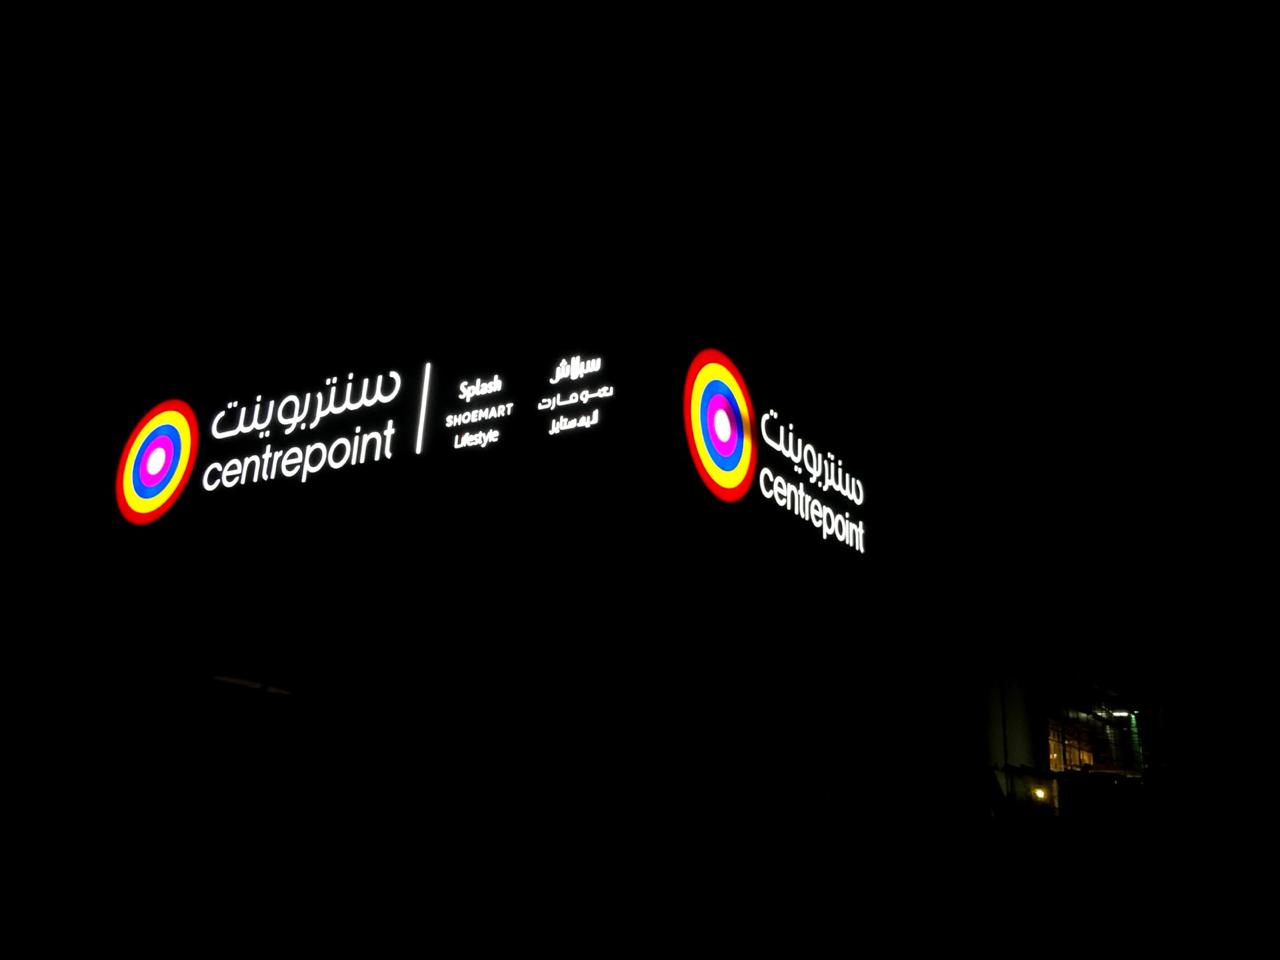 سنتربوينت
centrepoint
Splash
SHOEMART
Lifestyle
سبلاش
شو مارت
لايف ستايل
سنتربوينت
centrepoint